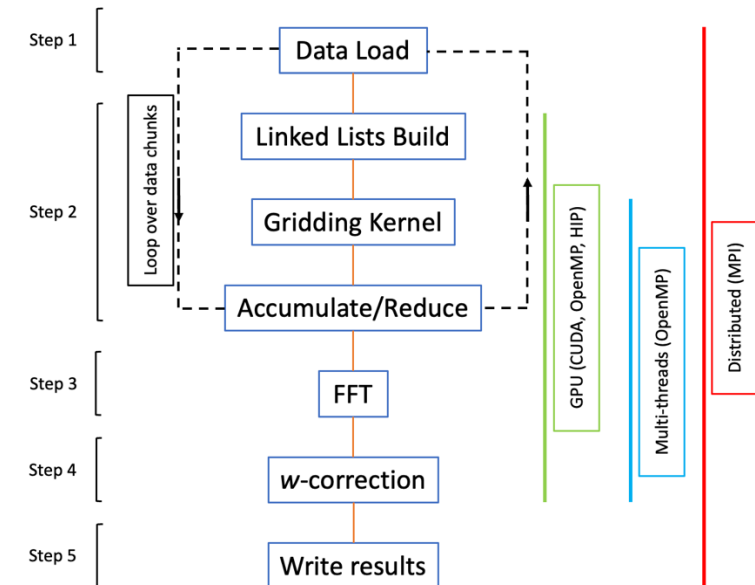 Step 1
Data Load
Loop over data chunks
Linked Lists Build
Step 2
Gridding Kernel
Accumulate/Reduce
GPU (CUDA, OpenMP, HIP)
Multi-threads (OpenMP)
Distributed (MPI)
Step 3
FFT
Step 4
w-correction
Step 5
Write results